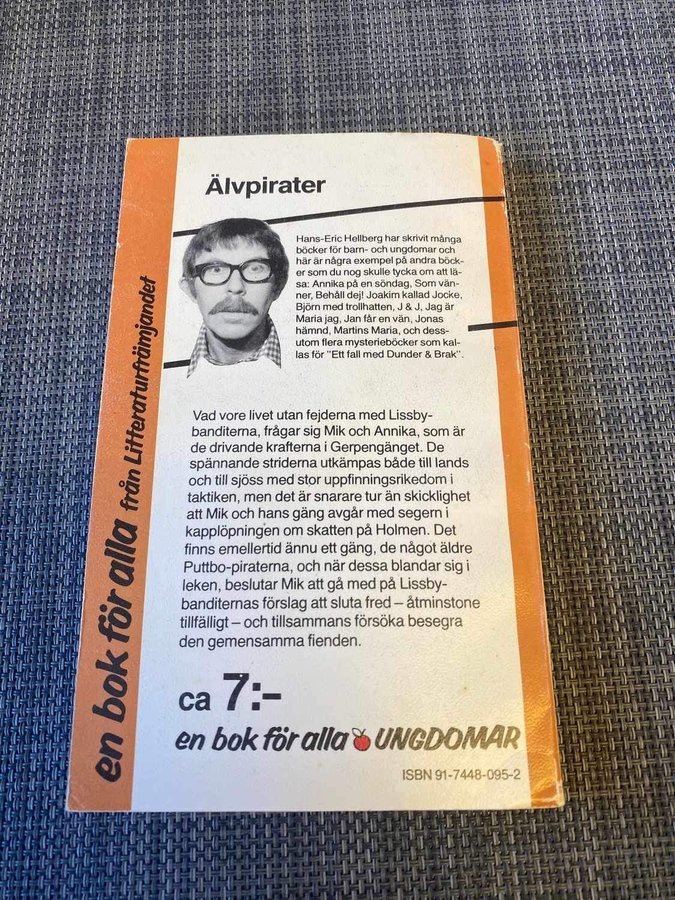 Älvpirater
Hans-Eric Hellberg har skrivit många
böcker för barn- och ungdomar och
här är några exempel på andra böck-
er som du nog skulle tycka om att lä-
sa: Annika på en söndag, Som vän-
ner, Behåll dej! Joakim kallad Jocke,
Björn med trollhatten, J & J, Jag är
Maria jag, Jan får en vän, Jonas
hämnd, Martins Maria, och dess-
utom flera mysterieböcker som kal-
las för "Ett fall med Dunder & Brak".
Vad vore livet utan fejderna med Lissby-
banditerna, frågar sig Mik och Annika, som är
de drivande krafterna i Gerpengänget. De
spännande striderna utkämpas både till lands
och till sjöss med stor uppfinningsrikedom i
taktiken, men det är snarare tur än skicklighet
att Mik och hans gäng avgår med segern i
kapplöpningen om skatten på Holmen. Det
finns emellertid ännu ett gäng, de något äldre
Puttbo-piraterna, och när dessa blandar sig i
leken, beslutar Mik att gå med på Lissby-
banditernas förslag att sluta fred – åtminstone
tillfälligt – och tillsammans försöka besegra
den gemensamma fienden.
ca 7:-
en bok för alla UNGDOMAR
ISBN 91-7448-095-2
en bok för alla från Litteraturfrämjandet